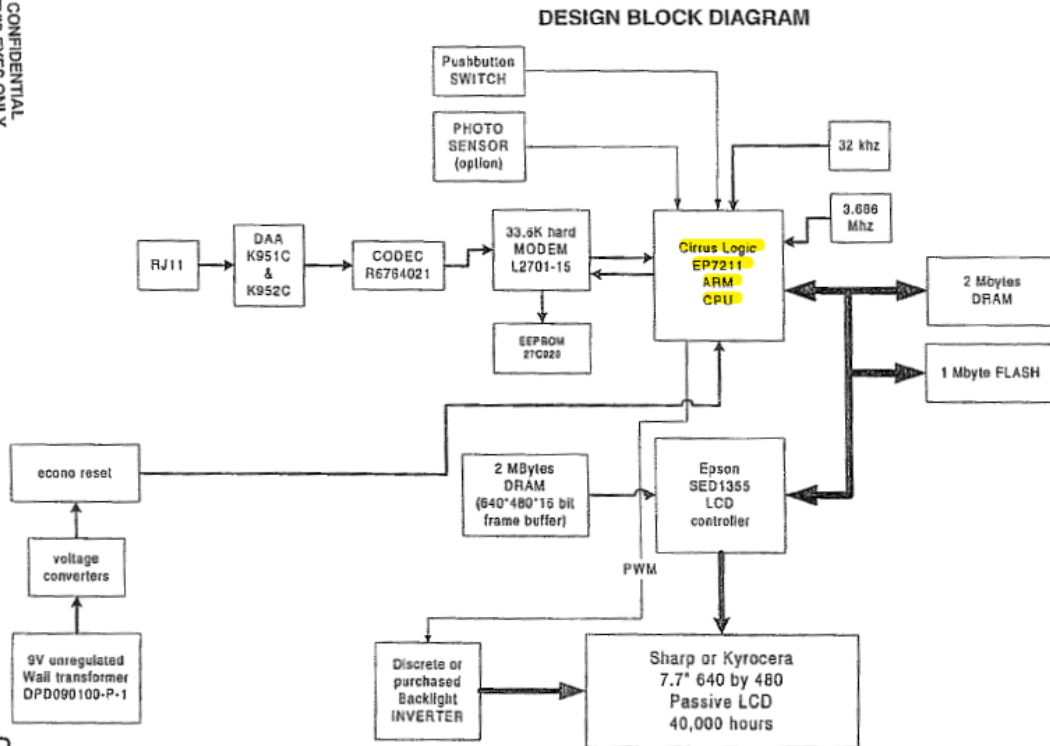 CONFIDENTIAL
DESIGN BLOCK DIAGRAM
Pushbutton
SWITCH
PHOTO
SENSOR
(option)
32 khz
3.686
Mhz
RJ11
DAA
K951C
&
K952C
CODEC
R6764021
33.6K hard
MODEM
L2701-15
Cirrus Logic
EP7211
ARM
CPU
2 Mbytes
DRAM
EEPROM
27C020
1 Mbyte FLASH
econo reset
2 MBytes
DRAM
(640*480*16 bit
frame buffer)
Epson
SED1355
LCD
controller
voltage
converters
PWM
9V unregulated
Wall transformer
DPD090100-P-1
Discrete or
purchased
Backlight
INVERTER
Sharp or Kyrocera
7.7" 640 by 480
Passive LCD
40,000 hours